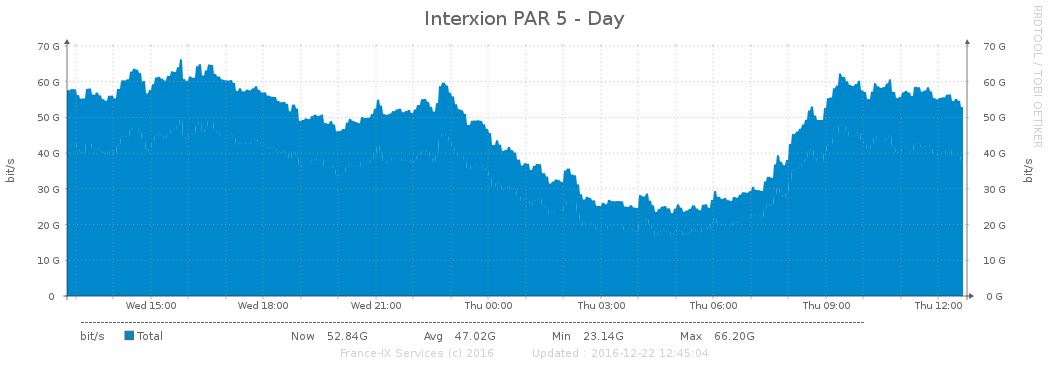 Interxion PAR 5 - Day
RRDTOOL / TOBI OETIKER
70 G 70 G
60 G 60 G
50 G 50 G
40 G 40 G
30 G 30 G
20 G 20 G
10 G 10 G
0 0 G
bit/s bit/s
Wed 15:00 Wed 18:00 Wed 21:00 Thu 00:00 Thu 03:00 Thu 06:00 Thu 09:00 Thu 12:00
bit/s Total Now 52.84G Avg 47.02G Min 23.14G Max 66.20G
France-IX Services (c) 2016 Updated : 2016-12-22 12:45:04